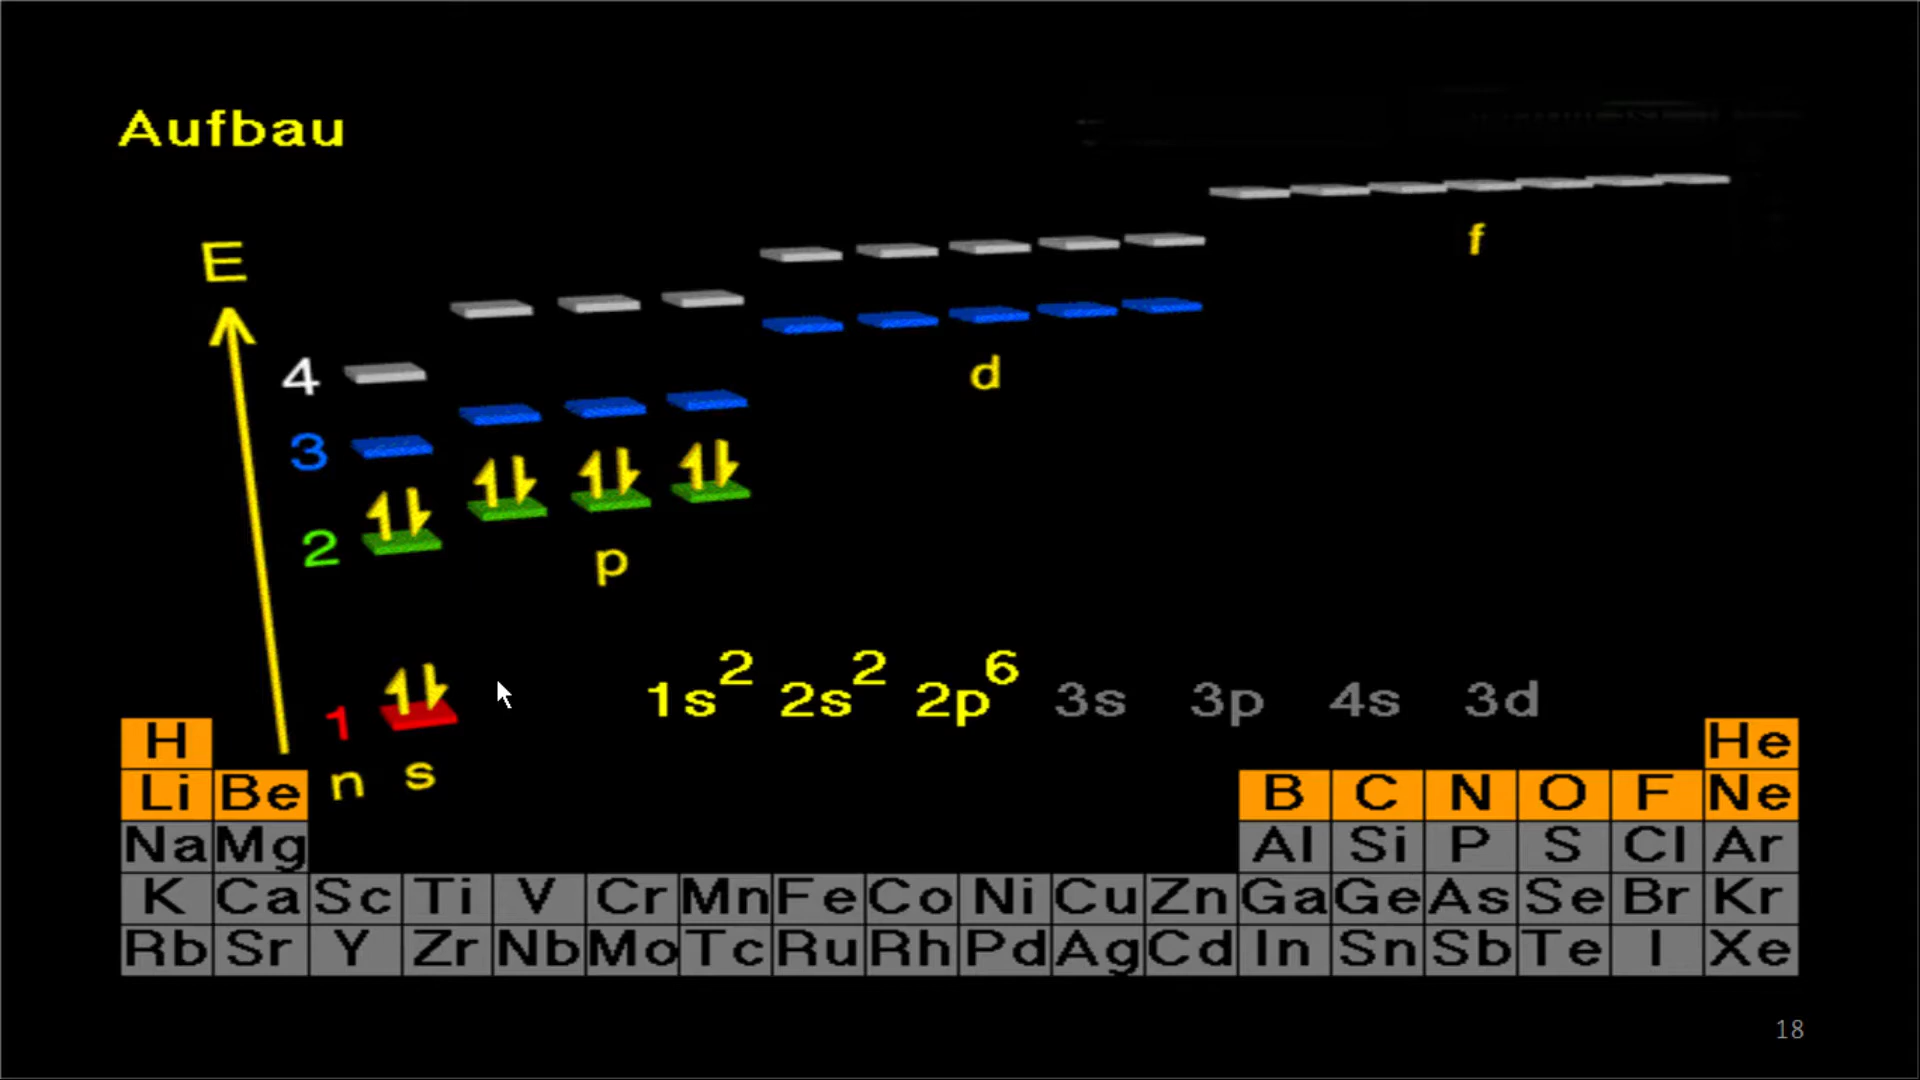 Aufbau
E
f
4
d
3
2
p
1s² 2s² 2p⁶ 3s 3p 4s 3d
1
n s
H He
Li Be B C N O F Ne
Na Mg Al Si P S Cl Ar
K Ca Sc Ti V Cr Mn Fe Co Ni Cu Zn Ga Ge As Se Br Kr
Rb Sr Y Zr Nb Mo Tc Ru Rh Pd Ag Cd In Sn Sb Te I Xe
18